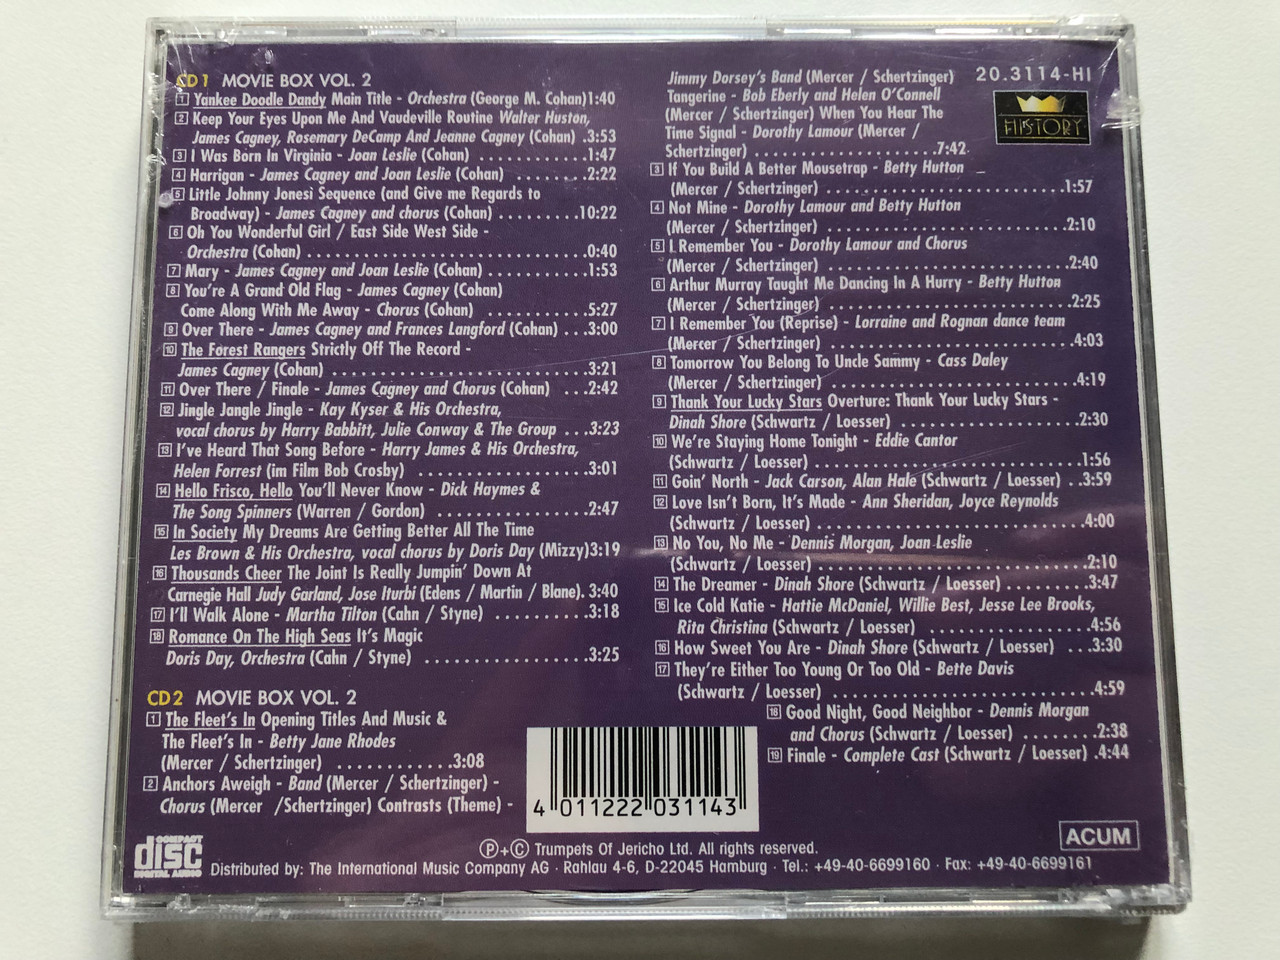 CD 1 MOVIE BOX VOL. 2
1 Yankee Doodle Dandy Main Title - Orchestra (George M. Cohan)1:40
2 Keep Your Eyes Upon Me And Vaudeville Routine Walter Huston,
James Cagney, Rosemary DeCamp And Jeanne Cagney (Cohan) .3:53
3 I Was Born In Virginia - Joan Leslie (Cohan) ............1:47
4 Harrigan - James Cagney and Joan Leslie (Cohan) .......2:22
5 Little Johnny Jonesi Sequence (and Give me Regards to
Broadway) - James Cagney and chorus (Cohan) .........10:22
6 Oh You Wonderful Girl / East Side West Side -
Orchestra (Cohan) ..............................0:40
7 Mary - James Cagney and Joan Leslie (Cohan) ..........1:53
8 You're A Grand Old Flag - James Cagney (Cohan)
Come Along With Me Away - Chorus (Cohan) ...........5:27
9 Over There - James Cagney and Frances Langford (Cohan) ...3:00
10 The Forest Rangers Strictly Off The Record -
James Cagney (Cohan) ............................3:21
11 Over There / Finale - James Cagney and Chorus (Cohan) ...2:42
12 Jingle Jangle Jingle - Kay Kyser & His Orchestra,
vocal chorus by Harry Babbitt, Julie Conway & The Group ...3:23
13 I've Heard That Song Before - Harry James & His Orchestra,
Helen Forrest (im Film Bob Crosby) ..................3:01
14 Hello Frisco, Hello You'll Never Know - Dick Haymes &
The Song Spinners (Warren / Gordon) ................2:47
15 In Society My Dreams Are Getting Better All The Time
Les Brown & His Orchestra, vocal chorus by Doris Day (Mizzy)3:19
16 Thousands Cheer The Joint Is Really Jumpin' Down At
Carnegie Hall Judy Garland, Jose Iturbi (Edens / Martin / Blane). 3:40
17 I'll Walk Alone - Martha Tilton (Cahn / Styne) ..........3:18
18 Romance On The High Seas It's Magic
Doris Day, Orchestra (Cahn / Styne) .................3:25
CD 2 MOVIE BOX VOL. 2
1 The Fleet's In Opening Titles And Music &
The Fleet's In - Betty Jane Rhodes
(Mercer / Schertzinger) .............3:08
2 Anchors Aweigh - Band (Mercer / Schertzinger) -
Chorus (Mercer /Schertzinger) Contrasts (Theme) -
Jimmy Dorsey's Band (Mercer / Schertzinger)
Tangerine - Bob Eberly and Helen O'Connell
(Mercer / Schertzinger) When You Hear The
Time Signal - Dorothy Lamour (Mercer /
Schertzinger) ....................7:42
3 If You Build A Better Mousetrap - Betty Hutton
(Mercer / Schertzinger) ..........................1:57
4 Not Mine - Dorothy Lamour and Betty Hutton
(Mercer / Schertzinger) ..........................2:10
5 I Remember You - Dorothy Lamour and Chorus
(Mercer / Schertzinger) ..........................2:40
6 Arthur Murray Taught Me Dancing In A Hurry - Betty Hutton
(Mercer / Schertzinger) ..........................2:25
7 I Remember You (Reprise) - Lorraine and Rognan dance team
(Mercer / Schertzinger) ..........................4:03
8 Tomorrow You Belong To Uncle Sammy - Cass Daley
(Mercer / Schertzinger) ..........................4:19
9 Thank Your Lucky Stars Overture: Thank Your Lucky Stars -
Dinah Shore (Schwartz / Loesser) ...................2:30
10 We're Staying Home Tonight - Eddie Cantor
(Schwartz / Loesser) ............................1:56
11 Goin' North - Jack Carson, Alan Hale (Schwartz / Loesser) ..3:59
12 Love Isn't Born, It's Made - Ann Sheridan, Joyce Reynolds
(Schwartz / Loesser) ............................4:00
13 No You, No Me - Dennis Morgan, Joan Leslie
(Schwartz / Loesser) ............................2:10
14 The Dreamer - Dinah Shore (Schwartz / Loesser) .........3:47
15 Ice Cold Katie - Hattie McDaniel, Willie Best, Jesse Lee Brooks,
Rita Christina (Schwartz / Loesser) .................4:56
16 How Sweet You Are - Dinah Shore (Schwartz / Loesser) ...3:30
17 They're Either Too Young Or Too Old - Bette Davis
(Schwartz / Loesser) ............................4:59
18 Good Night, Good Neighbor - Dennis Morgan
and Chorus (Schwartz / Loesser) ........2:38
19 Finale - Complete Cast (Schwartz / Loesser) .4:44
20.3114-HI
HISTORY
4 011222 031143
ACUM
COMPACT
disc
DIGITAL AUDIO
Ⓟ+© Trumpets Of Jericho Ltd. All rights reserved.
Distributed by: The International Music Company AG · Rahlau 4-6, D-22045 Hamburg · Tel.: +49-40-6699160 · Fax: +49-40-6699161